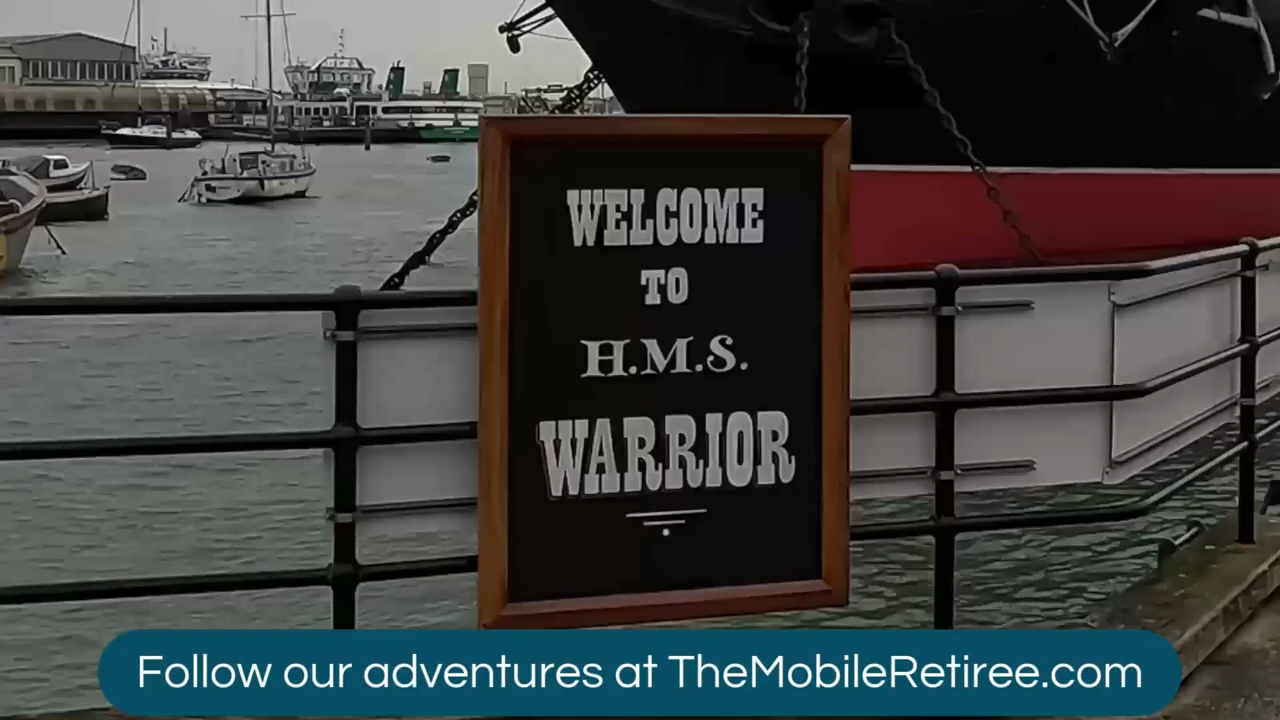 WELCOME
TO
H.M.S.
WARRIOR
Follow our adventures at TheMobileRetiree.com